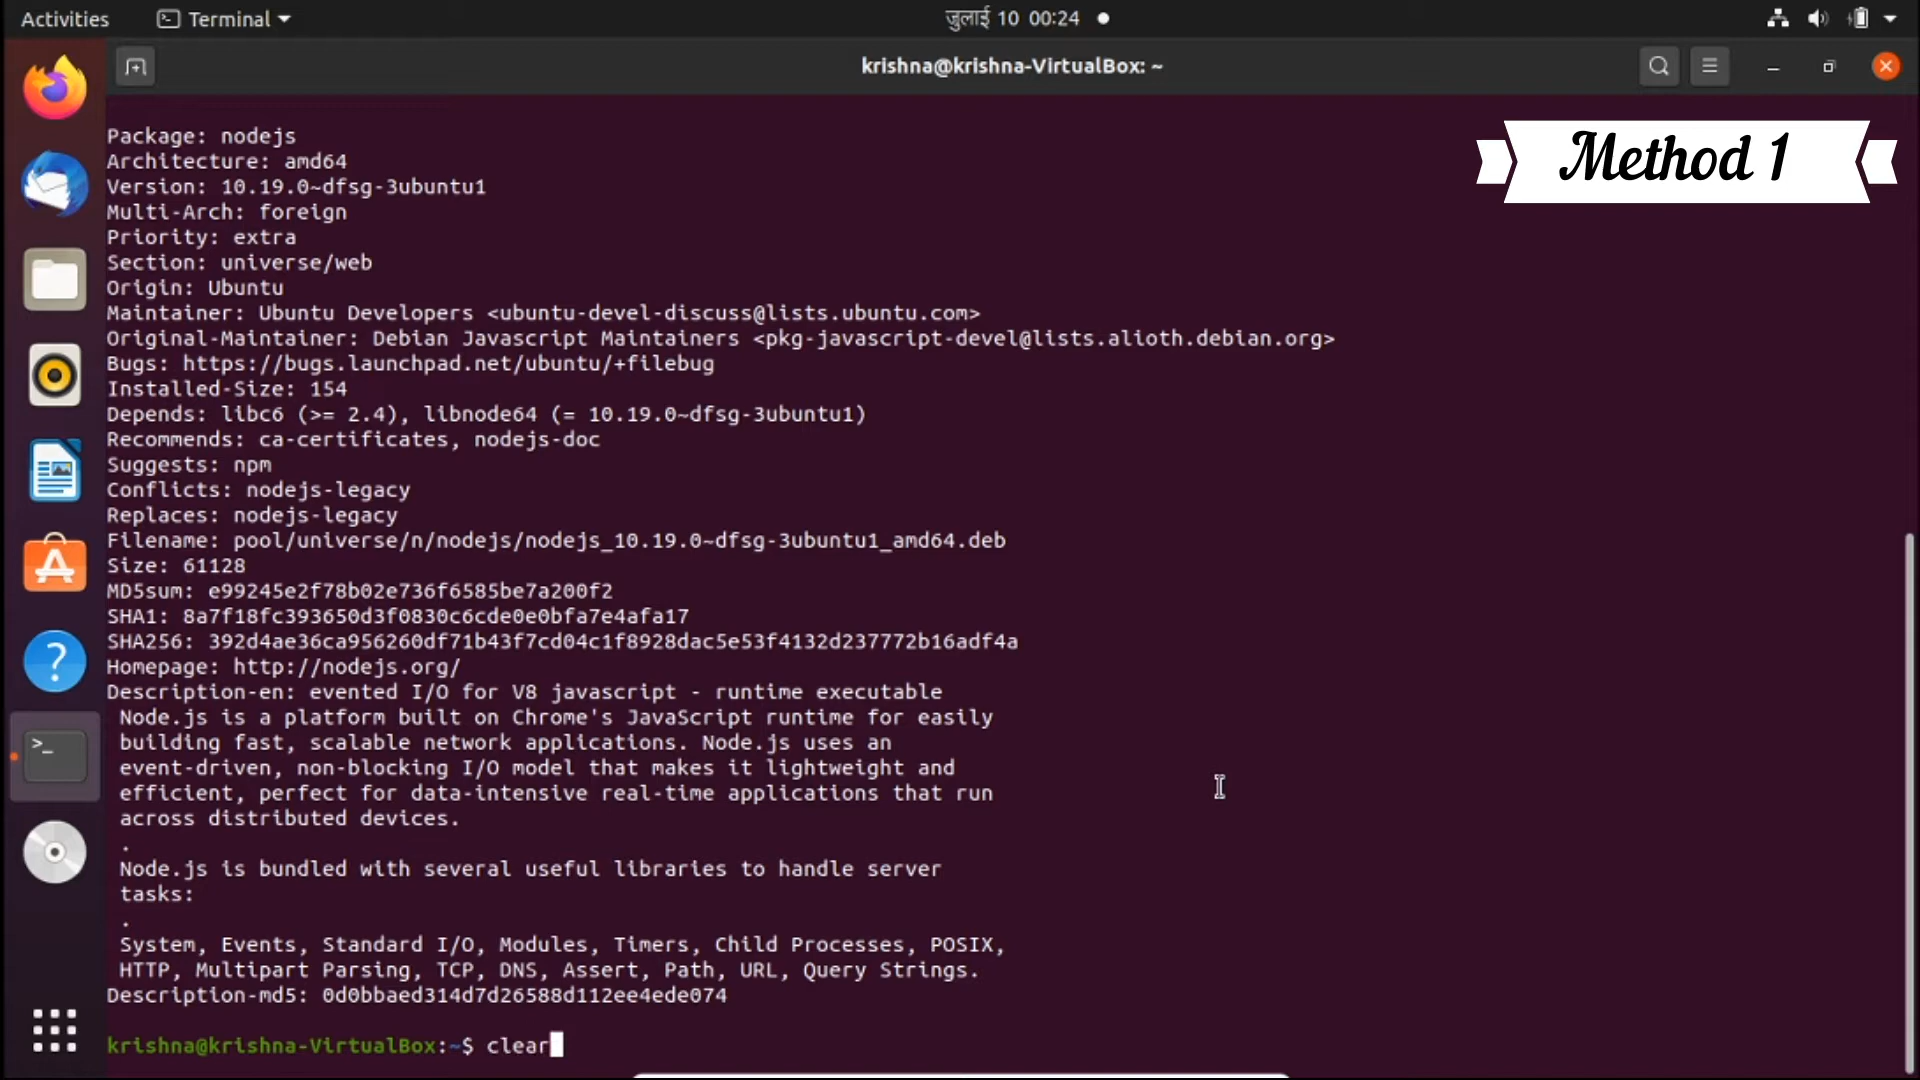 Activities Terminal जुलाई 10 00:24
krishna@krishna-VirtualBox: ~
Method 1
Package: nodejs
Architecture: amd64
Version: 10.19.0~dfsg-3ubuntu1
Multi-Arch: foreign
Priority: extra
Section: universe/web
Origin: Ubuntu
Maintainer: Ubuntu Developers <ubuntu-devel-discuss@lists.ubuntu.com>
Original-Maintainer: Debian Javascript Maintainers <pkg-javascript-devel@lists.alioth.debian.org>
Bugs: https://bugs.launchpad.net/ubuntu/+filebug
Installed-Size: 154
Depends: libc6 (>= 2.4), libnode64 (= 10.19.0~dfsg-3ubuntu1)
Recommends: ca-certificates, nodejs-doc
Suggests: npm
Conflicts: nodejs-legacy
Replaces: nodejs-legacy
Filename: pool/universe/n/nodejs/nodejs_10.19.0~dfsg-3ubuntu1_amd64.deb
Size: 61128
MD5sum: e99245e2f78b02e736f6585be7a200f2
SHA1: 8a7f18fc393650d3f0830c6cde0e0bfa7e4afa17
SHA256: 392d4ae36ca956260df71b43f7cd04c1f8928dac5e53f4132d237772b16adf4a
Homepage: http://nodejs.org/
Description-en: evented I/O for V8 javascript - runtime executable
Node.js is a platform built on Chrome's JavaScript runtime for easily
building fast, scalable network applications. Node.js uses an
event-driven, non-blocking I/O model that makes it lightweight and
efficient, perfect for data-intensive real-time applications that run
across distributed devices.
.
Node.js is bundled with several useful libraries to handle server
tasks:
.
System, Events, Standard I/O, Modules, Timers, Child Processes, POSIX,
HTTP, Multipart Parsing, TCP, DNS, Assert, Path, URL, Query Strings.
Description-md5: 0d0bbaed314d7d26588d112ee4ede074
krishna@krishna-VirtualBox:~$ clear